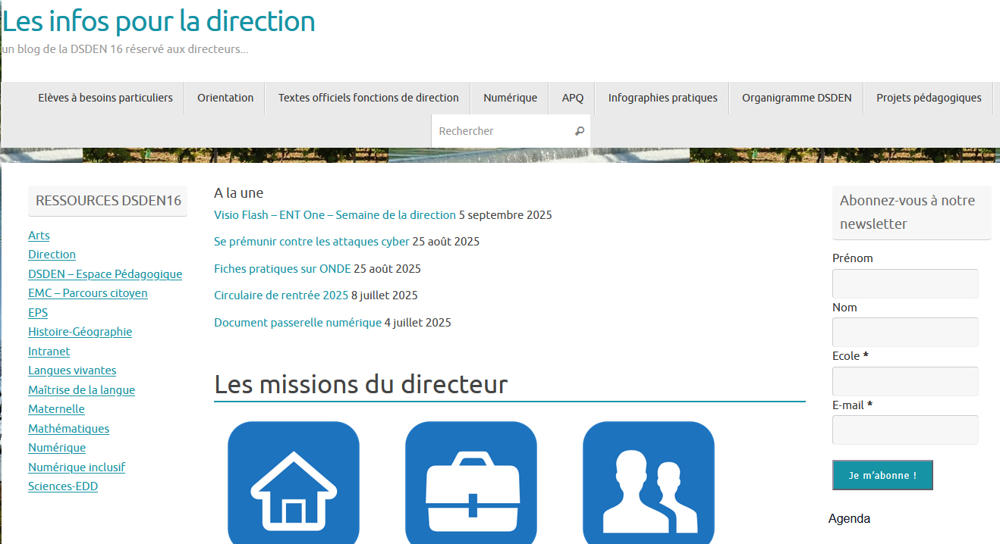 Les infos pour la direction
un blog de la DSDEN 16 réservé aux directeurs...
Elèves à besoins particuliers
Orientation
Textes officiels fonctions de direction
Numérique
APQ
Infographies pratiques
Organigramme DSDEN
Projets pédagogiques
Rechercher
RESSOURCES DSDEN16
Arts
Direction
DSDEN – Espace Pédagogique
EMC – Parcours citoyen
EPS
Histoire-Géographie
Intranet
Langues vivantes
Maîtrise de la langue
Maternelle
Mathématiques
Numérique
Numérique inclusif
Sciences-EDD
A la une
Visio Flash – ENT One – Semaine de la direction 5 septembre 2025
Se prémunir contre les attaques cyber 25 août 2025
Fiches pratiques sur ONDE 25 août 2025
Circulaire de rentrée 2025 8 juillet 2025
Document passerelle numérique 4 juillet 2025
Les missions du directeur
Abonnez-vous à notre
newsletter
Prénom
Nom
Ecole *
E-mail *
Je m'abonne !
Agenda